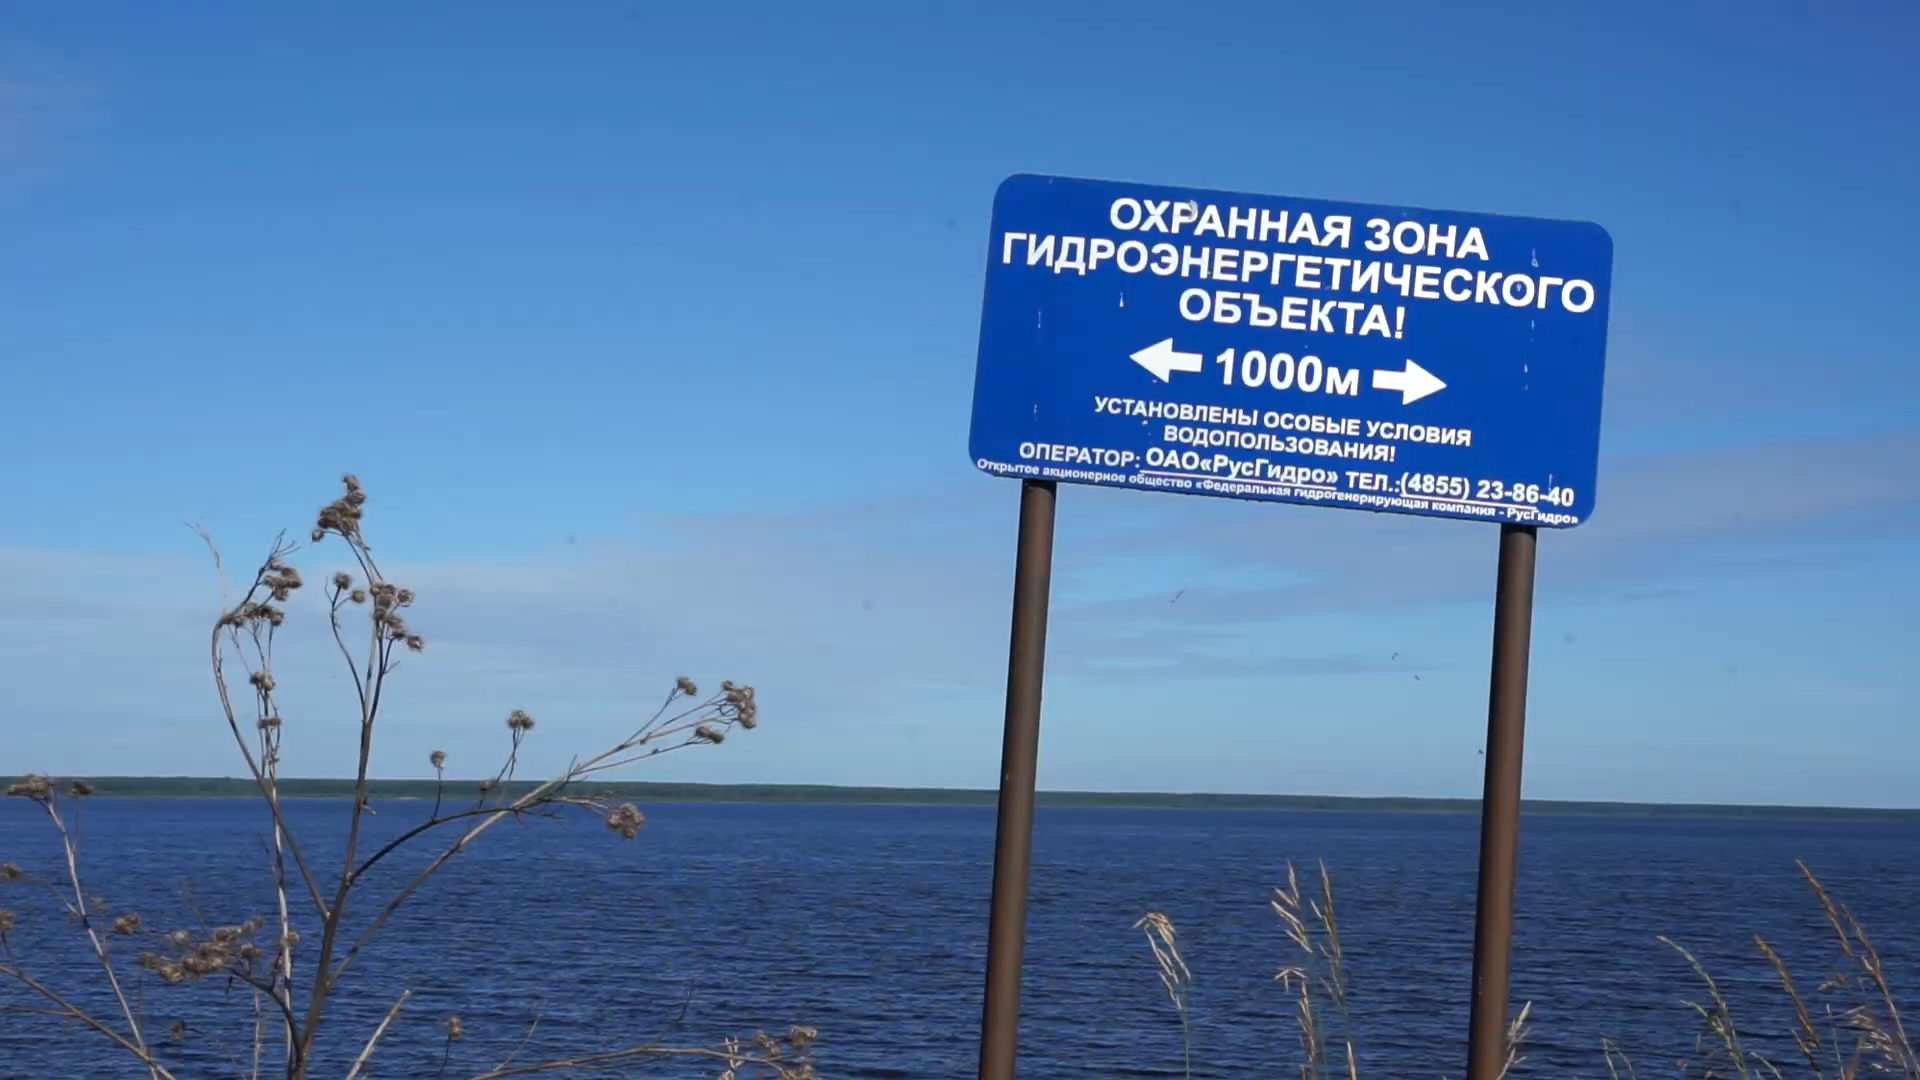 ОХРАННАЯ ЗОНА
ГИДРОЭНЕРГЕТИЧЕСКОГО
ОБЪЕКТА!
1000м
УСТАНОВЛЕНЫ ОСОБЫЕ УСЛОВИЯ
ВОДОПОЛЬЗОВАНИЯ!
ОПЕРАТОР: ОАО«РусГидро» ТЕЛ.:(4855) 23-86-40
Открытое акционерное общество «Федеральная гидрогенерирующая компания - РусГидро»